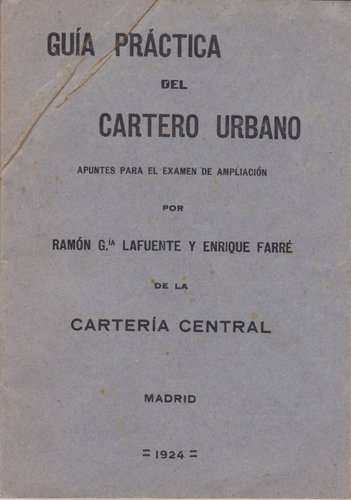 GUÍA PRÁCTICA
DEL
CARTERO URBANO
APUNTES PARA EL EXAMEN DE AMPLIACIÓN
POR
RAMÓN G.ÍA LAFUENTE Y ENRIQUE FARRÉ
DE LA
CARTERÍA CENTRAL
MADRID
= 1924 =